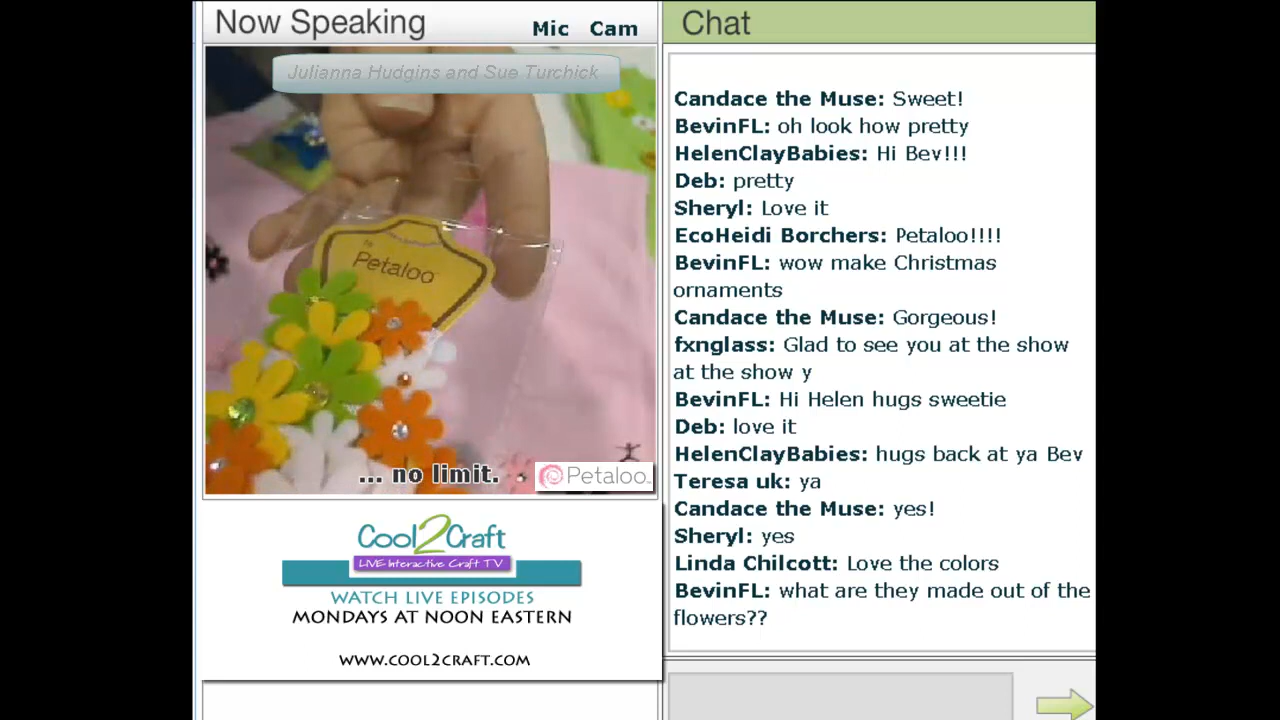 Now Speaking
Mic Cam
Julianna Hudgins and Sue Turchick
Petaloo
... no limit.
Petaloo
Cool2Craft
LIVE Interactive Craft TV
WATCH LIVE EPISODES
MONDAYS AT NOON EASTERN
WWW.COOL2CRAFT.COM
Chat
Candace the Muse: Sweet!
BevinFL: oh look how pretty
HelenClayBabies: Hi Bev!!!
Deb: pretty
Sheryl: Love it
EcoHeidi Borchers: Petaloo!!!!
BevinFL: wow make Christmas
ornaments
Candace the Muse: Gorgeous!
fxnglass: Glad to see you at the show
at the show y
BevinFL: Hi Helen hugs sweetie
Deb: love it
HelenClayBabies: hugs back at ya Bev
Teresa uk: ya
Candace the Muse: yes!
Sheryl: yes
Linda Chilcott: Love the colors
BevinFL: what are they made out of the
flowers??